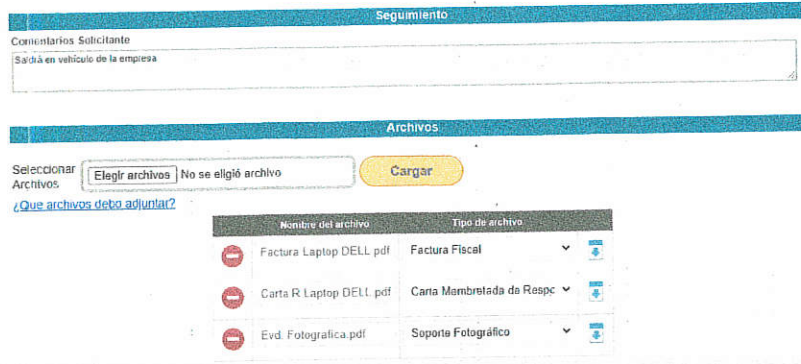 Seguimiento
Comentarios Solicitante
Saldrá en vehículo de la empresa
Archivos
Seleccionar Archivos Elegir archivos No se eligió archivo Cargar
¿Que archivos debo adjuntar?
Nombre del archivo Tipo de archivo
Factura Laptop DELL.pdf Factura Fiscal
Carta R Laptop DELL.pdf Carta Membretada de Respc
Evd. Fotografica.pdf Soporte Fotográfico